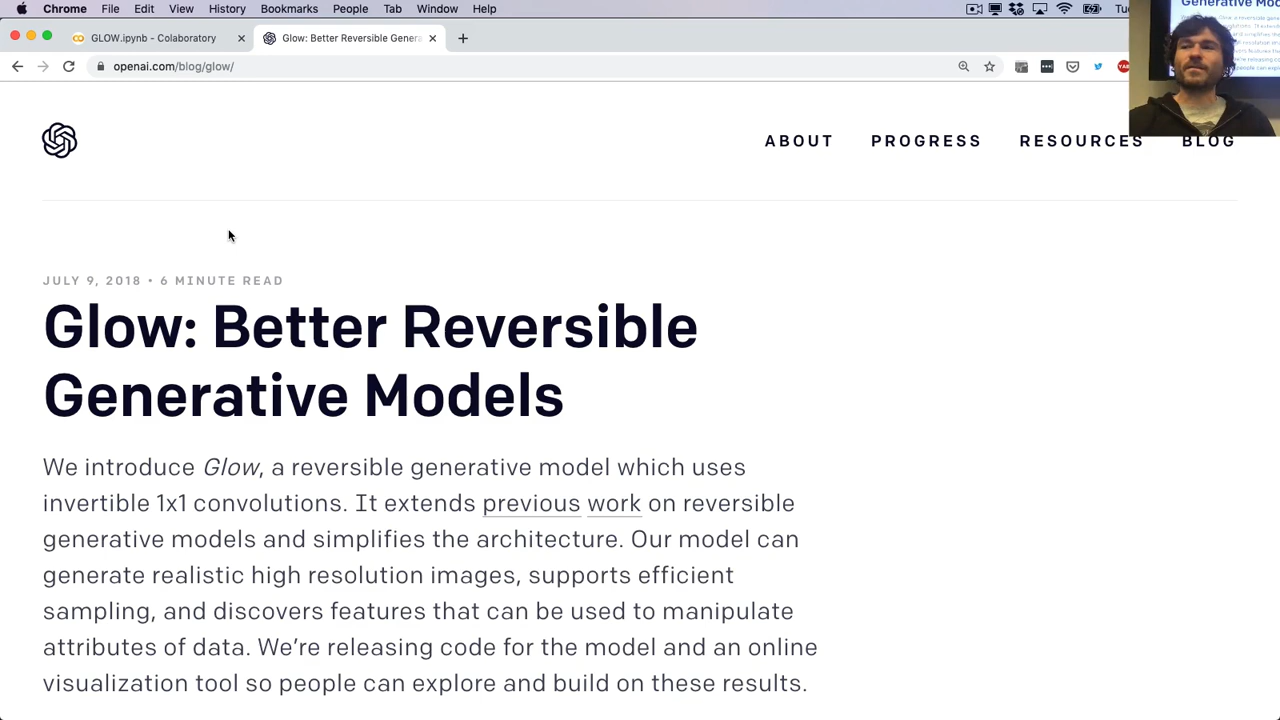 Chrome File Edit View History Bookmarks People Tab Window Help
GLOW.ipynb - Colaboratory
Glow: Better Reversible Genera
openai.com/blog/glow/
ABOUT PROGRESS RESOURCES BLOG
JULY 9, 2018 • 6 MINUTE READ
Glow: Better Reversible
Generative Models
We introduce Glow, a reversible generative model which uses
invertible 1x1 convolutions. It extends previous work on reversible
generative models and simplifies the architecture. Our model can
generate realistic high resolution images, supports efficient
sampling, and discovers features that can be used to manipulate
attributes of data. We’re releasing code for the model and an online
visualization tool so people can explore and build on these results.